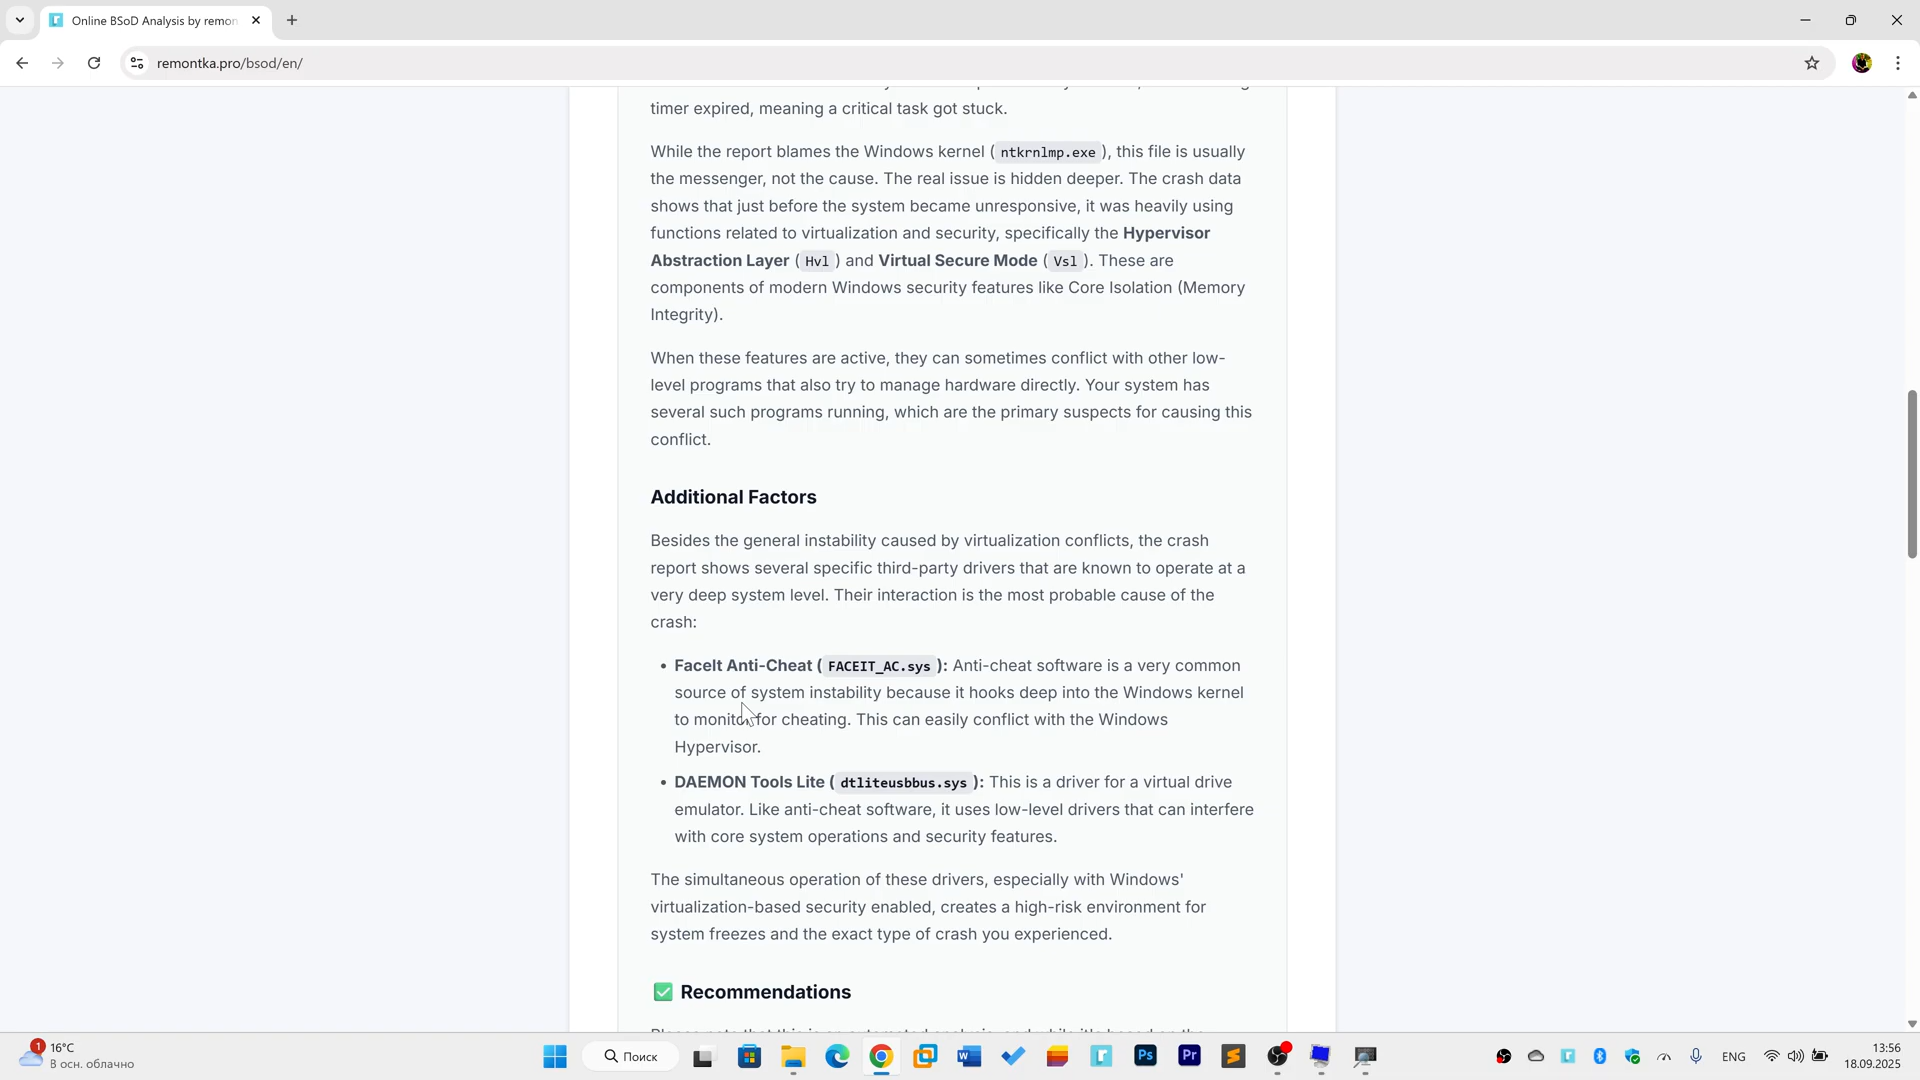 Online BSoD Analysis by remon
remontka.pro/bsod/en/
timer expired, meaning a critical task got stuck.
While the report blames the Windows kernel ( ntkrnlmp.exe ), this file is usually
the messenger, not the cause. The real issue is hidden deeper. The crash data
shows that just before the system became unresponsive, it was heavily using
functions related to virtualization and security, specifically the Hypervisor
Abstraction Layer ( Hvl ) and Virtual Secure Mode ( Vsl ). These are
components of modern Windows security features like Core Isolation (Memory
Integrity).
When these features are active, they can sometimes conflict with other low-
level programs that also try to manage hardware directly. Your system has
several such programs running, which are the primary suspects for causing this
conflict.
Additional Factors
Besides the general instability caused by virtualization conflicts, the crash
report shows several specific third-party drivers that are known to operate at a
very deep system level. Their interaction is the most probable cause of the
crash:
• FaceIt Anti-Cheat ( FACEIT_AC.sys ): Anti-cheat software is a very common
source of system instability because it hooks deep into the Windows kernel
to monitor for cheating. This can easily conflict with the Windows
Hypervisor.
• DAEMON Tools Lite ( dtliteusbbus.sys ): This is a driver for a virtual drive
emulator. Like anti-cheat software, it uses low-level drivers that can interfere
with core system operations and security features.
The simultaneous operation of these drivers, especially with Windows'
virtualization-based security enabled, creates a high-risk environment for
system freezes and the exact type of crash you experienced.
✅ Recommendations
1
16°C
В осн. облачно
Поиск
Ps
Pr
ENG
13:56
18.09.2025